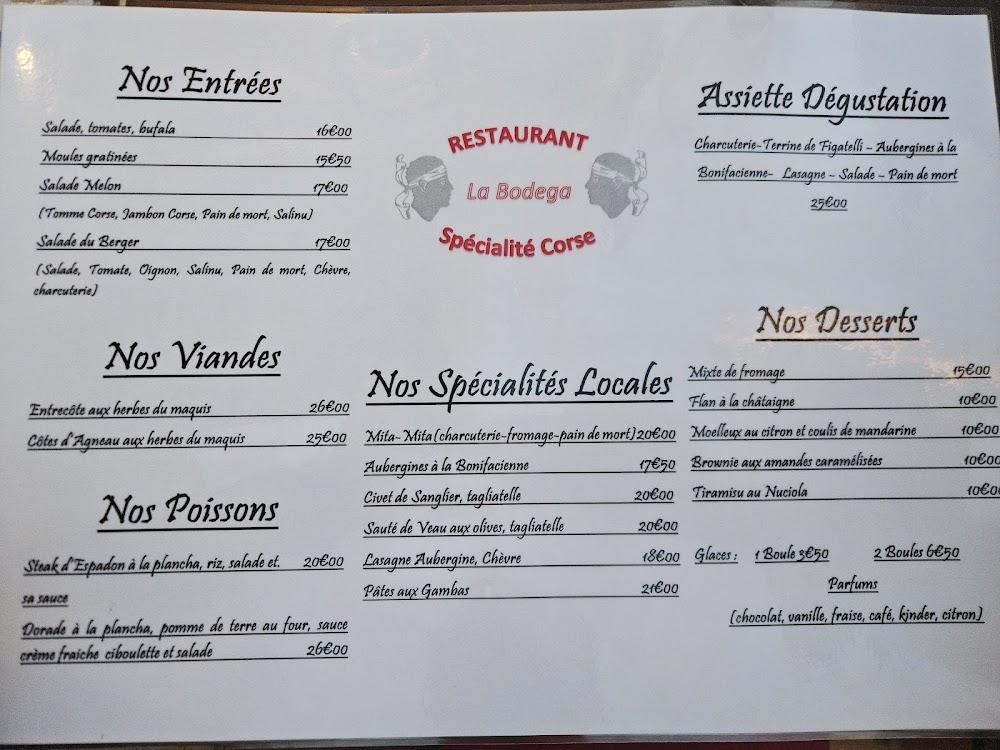 Nos Entrées
Salade, tomates, bufala 16€00
Moules gratinées 15€50
Salade Melon 17€00
(Tomme Corse, Jambon Corse, Pain de mort, Salinu)
Salade du Berger 17€00
(Salade, Tomate, Oignon, Salinu, Pain de mort, Chèvre,
charcuterie)
Nos Viandes
Entrecôte aux herbes du maquis 26€00
Côtes d'Agneau aux herbes du maquis 25€00
Nos Poissons
Steak d'Espadon à la plancha, riz, salade et 20€00
sa sauce
Dorade à la plancha, pomme de terre au four, sauce
crème fraiche ciboulette et salade 26€00
RESTAURANT
La Bodega
Spécialité Corse
Nos Spécialités Locales
Mita-Mita(charcuterie-fromage-pain de mort) 20€00
Aubergines à la Bonifacienne 17€50
Civet de Sanglier, tagliatelle 20€00
Sauté de Veau aux olives, tagliatelle 20€00
Lasagne Aubergine, Chèvre 18€00
Pâtes aux Gambas 21€00
Assiette Dégustation
Charcuterie-Terrine de Figatelli – Aubergines à la
Bonifacienne- Lasagne – Salade – Pain de mort
25€00
Nos Desserts
Mixte de fromage 15€00
Flan à la châtaigne 10€00
Moelleux au citron et coulis de mandarine 10€00
Brownie aux amandes caramélisées 10€00
Tiramisu au Nuciola 10€00
Glaces : 1 Boule 3€50 2 Boules 6€50
Parfums
(chocolat, vanille, fraise, café, kinder, citron)